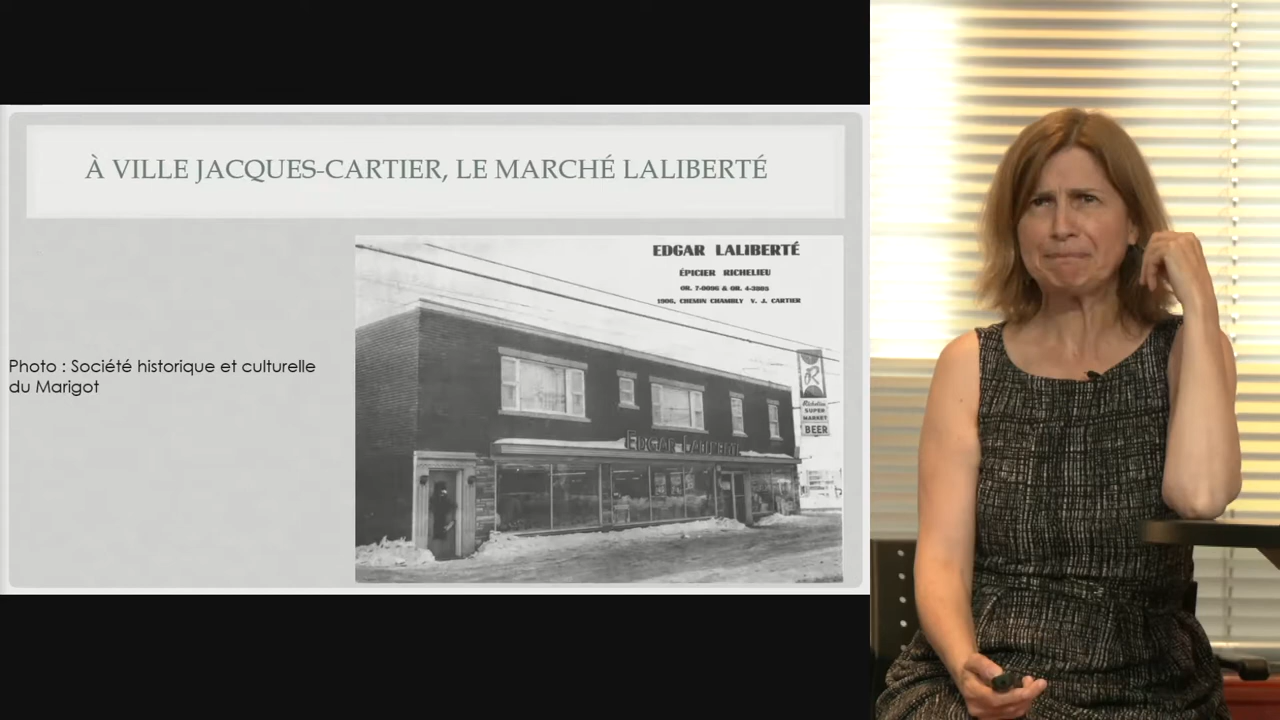 À VILLE JACQUES-CARTIER, LE MARCHÉ LALIBERTÉ
EDGAR LALIBERTÉ
ÉPICIER RICHELIEU
OR. 7-0096 & OR. 4-3805
1906, CHEMIN CHAMBLY V. J. CARTIER
Photo : Société historique et culturelle
du Marigot
R
Richelieu
SUPER
MARKET
BEER
EDGAR LALIBERTÉ